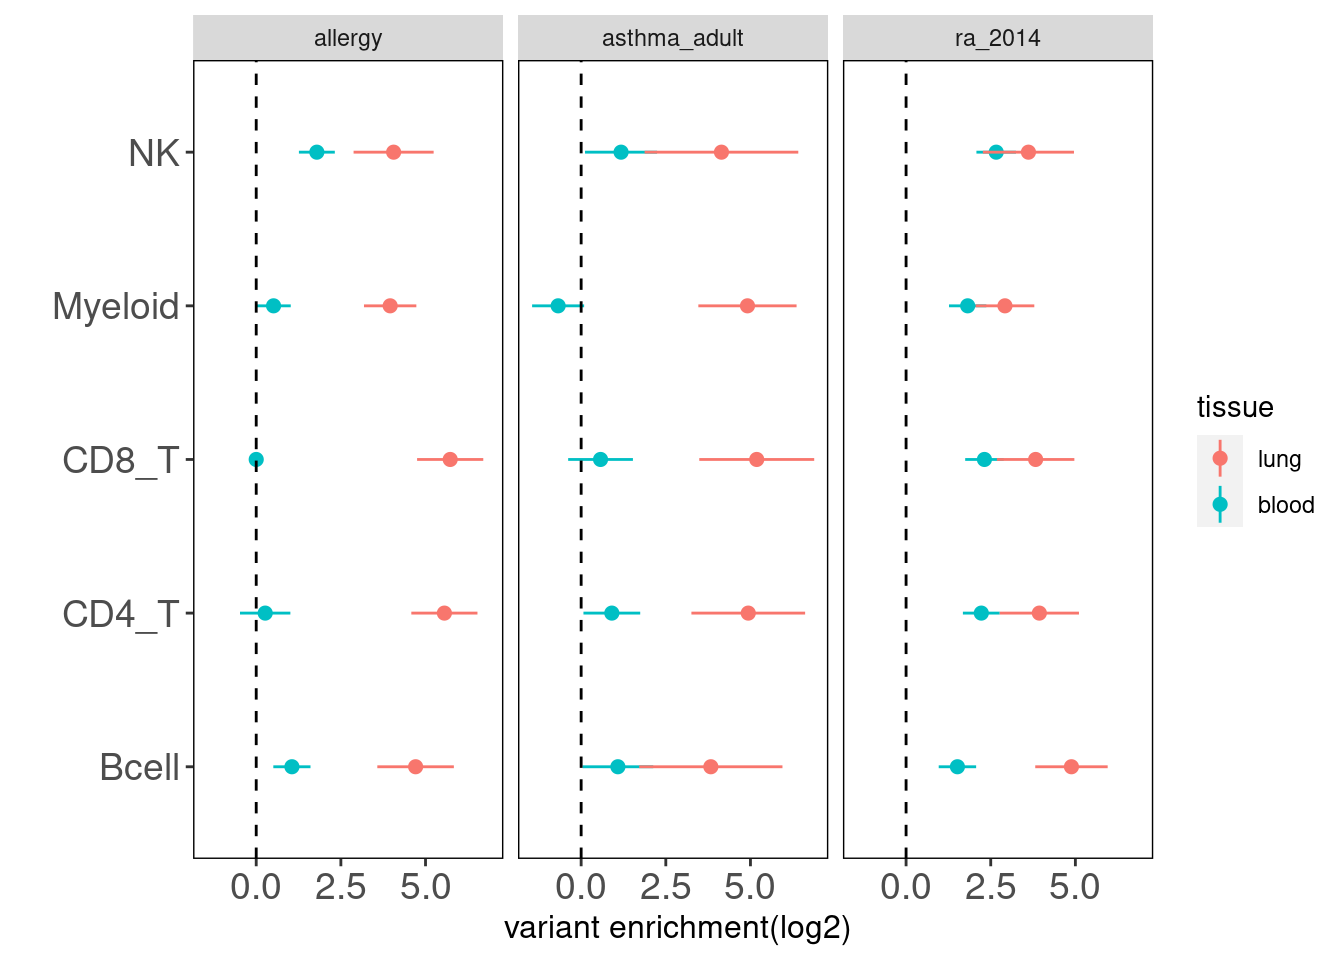 allergy asthma_adult ra_2014
NK
Myeloid
CD8_T
CD4_T
Bcell
0.0 2.5 5.0 0.0 2.5 5.0 0.0 2.5 5.0
variant enrichment(log2)
tissue
lung
blood